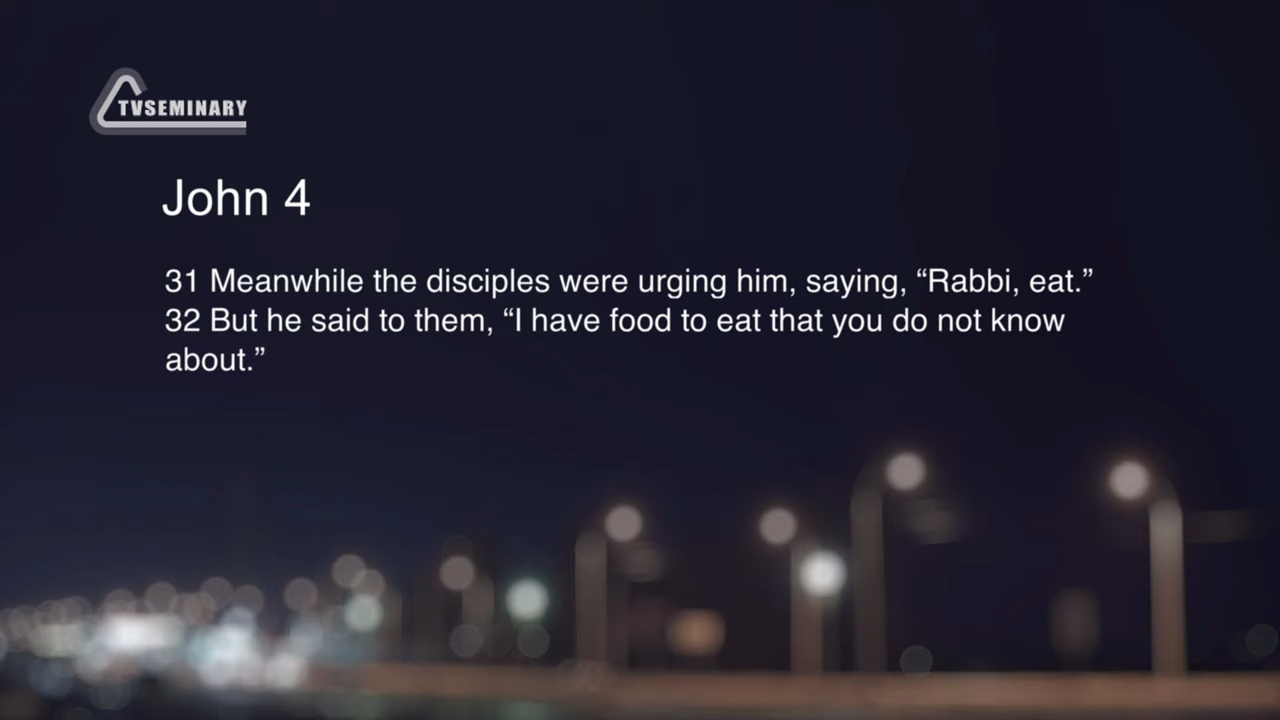 TVSEMINARY
John 4
31 Meanwhile the disciples were urging him, saying, “Rabbi, eat.”
32 But he said to them, “I have food to eat that you do not know
about.”